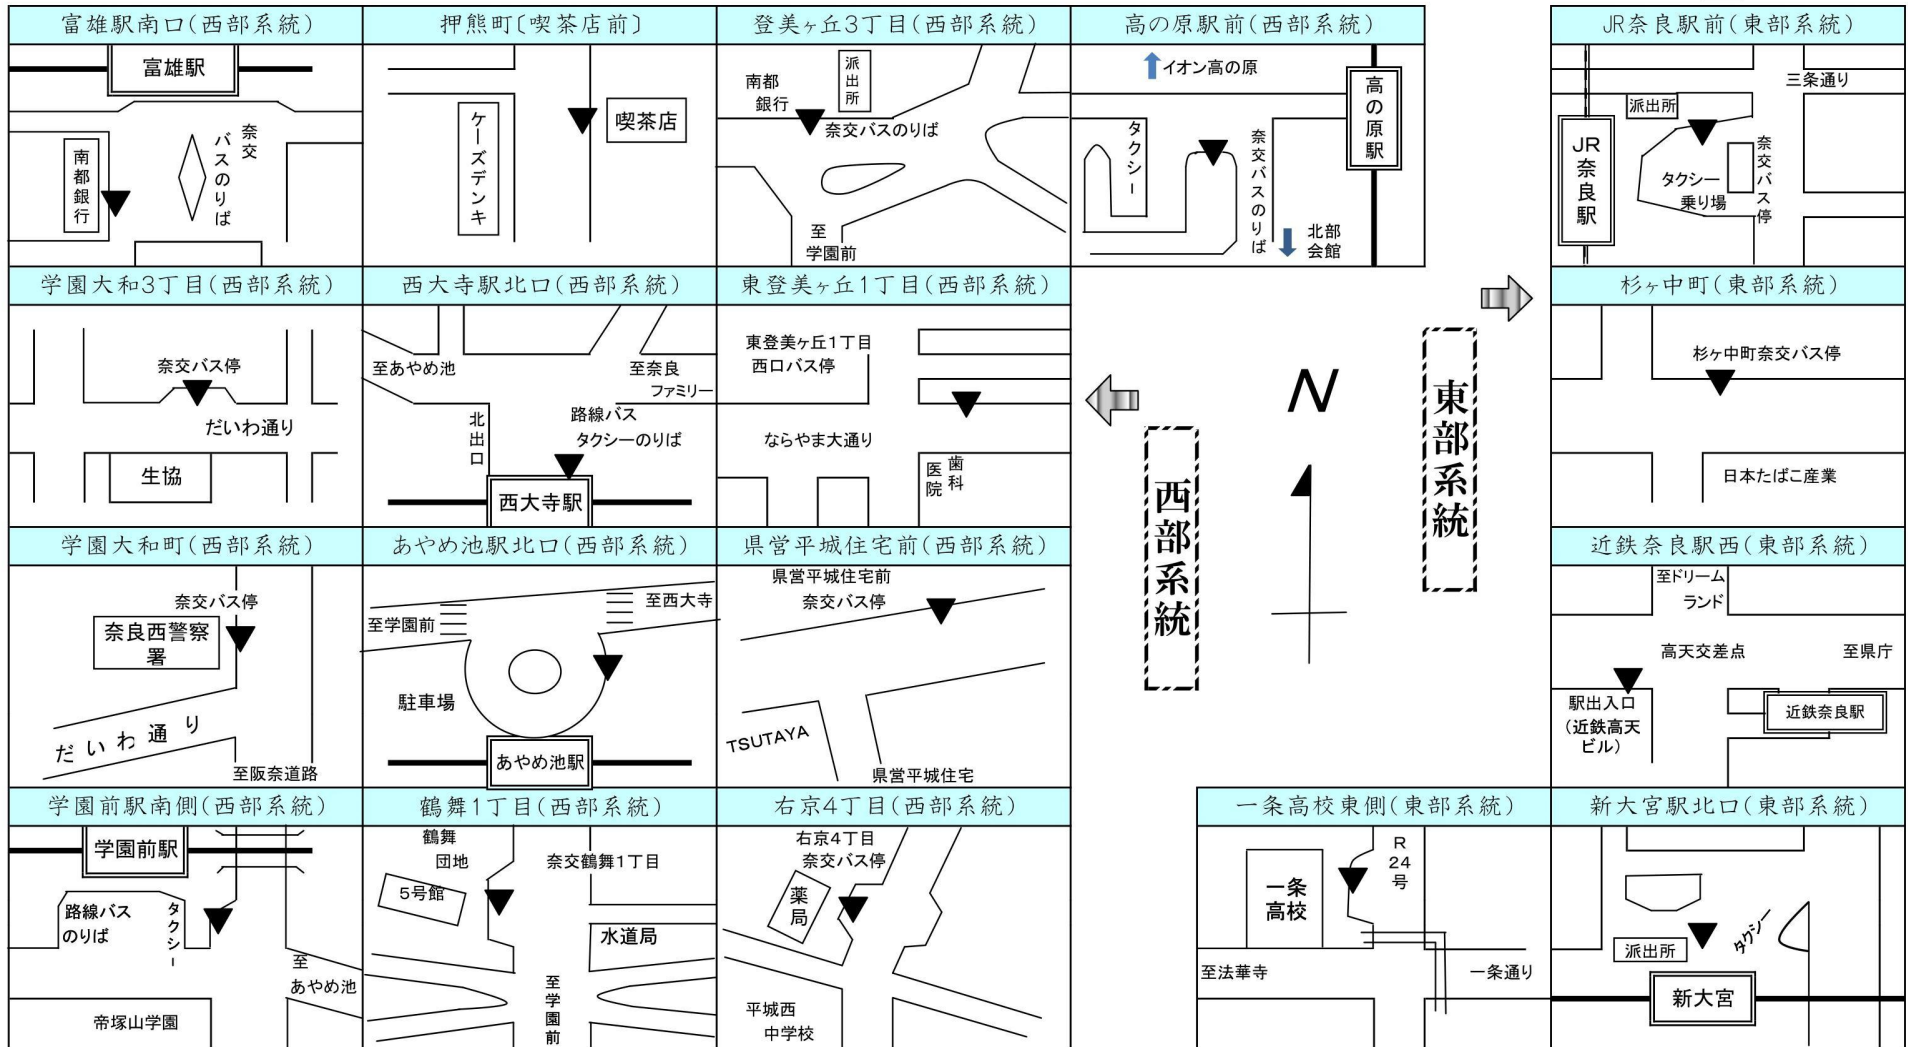 富雄駅南口(西部系統)
富雄駅
奈交
バスのりば
南都銀行
押熊町〔喫茶店前〕
ケーズデンキ
喫茶店
登美ヶ丘3丁目(西部系統)
南都
銀行
派出所
奈交バスのりば
至
学園前
高の原駅前(西部系統)
イオン高の原
高の原駅
タクシー
奈交バスのりば
北部
会館
JR奈良駅前(東部系統)
三条通り
派出所
JR奈良駅
タクシー
乗り場
奈交バス停
学園大和3丁目(西部系統)
奈交バス停
だいわ通り
生協
西大寺駅北口(西部系統)
至あやめ池
至奈良
ファミリー
北出口
路線バス
タクシーのりば
西大寺駅
東登美ヶ丘1丁目(西部系統)
東登美ヶ丘1丁目
西口バス停
ならやま大通り
歯科
医院
N
東部系統
西部系統
杉ヶ中町(東部系統)
杉ヶ中町奈交バス停
日本たばこ産業
学園大和町(西部系統)
奈交バス停
奈良西警察
署
だいわ通り
至阪奈道路
あやめ池駅北口(西部系統)
至西大寺
至学園前
駐車場
あやめ池駅
県営平城住宅前(西部系統)
県営平城住宅前
奈交バス停
TSUTAYA
県営平城住宅
近鉄奈良駅西(東部系統)
至ドリーム
ランド
高天交差点
至県庁
駅出入口
(近鉄高天
ビル)
近鉄奈良駅
学園前駅南側(西部系統)
学園前駅
路線バス
のりば
タクシー
至
あやめ池
帝塚山学園
鶴舞1丁目(西部系統)
鶴舞
団地
奈交鶴舞1丁目
5号館
水道局
至学園前
右京4丁目(西部系統)
右京4丁目
奈交バス停
薬局
平城西
中学校
一条高校東側(東部系統)
R
24
号
一条
高校
至法華寺
一条通り
新大宮駅北口(東部系統)
タクシー
派出所
新大宮